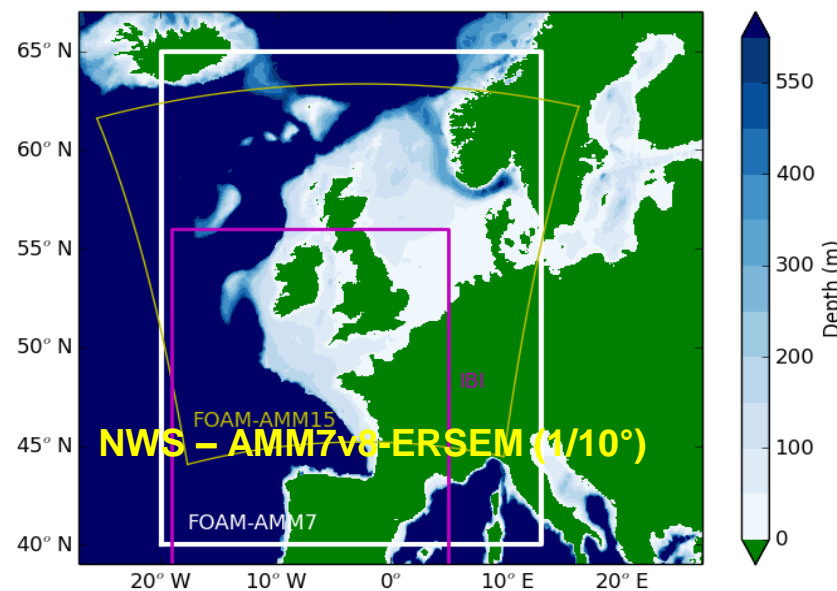 65° N
60° N
55° N
50° N
45° N
40° N
20° W
10° W
0°
10° E
20° E
IBI
FOAM-AMM15
NWS – AMM7v8-ERSEM (1/10°)
FOAM-AMM7
550
400
300
200
100
0
Depth (m)